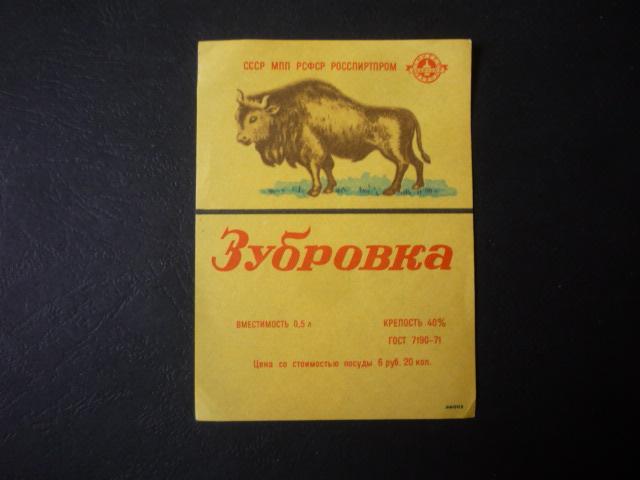 СССР МПП РСФСР РОССПИРТПРОМ
Зубровка
ВМЕСТИМОСТЬ 0,5 л
КРЕПОСТЬ 40%
ГОСТ 7190-71
Цена со стоимостью посуды 6 руб. 20 коп.